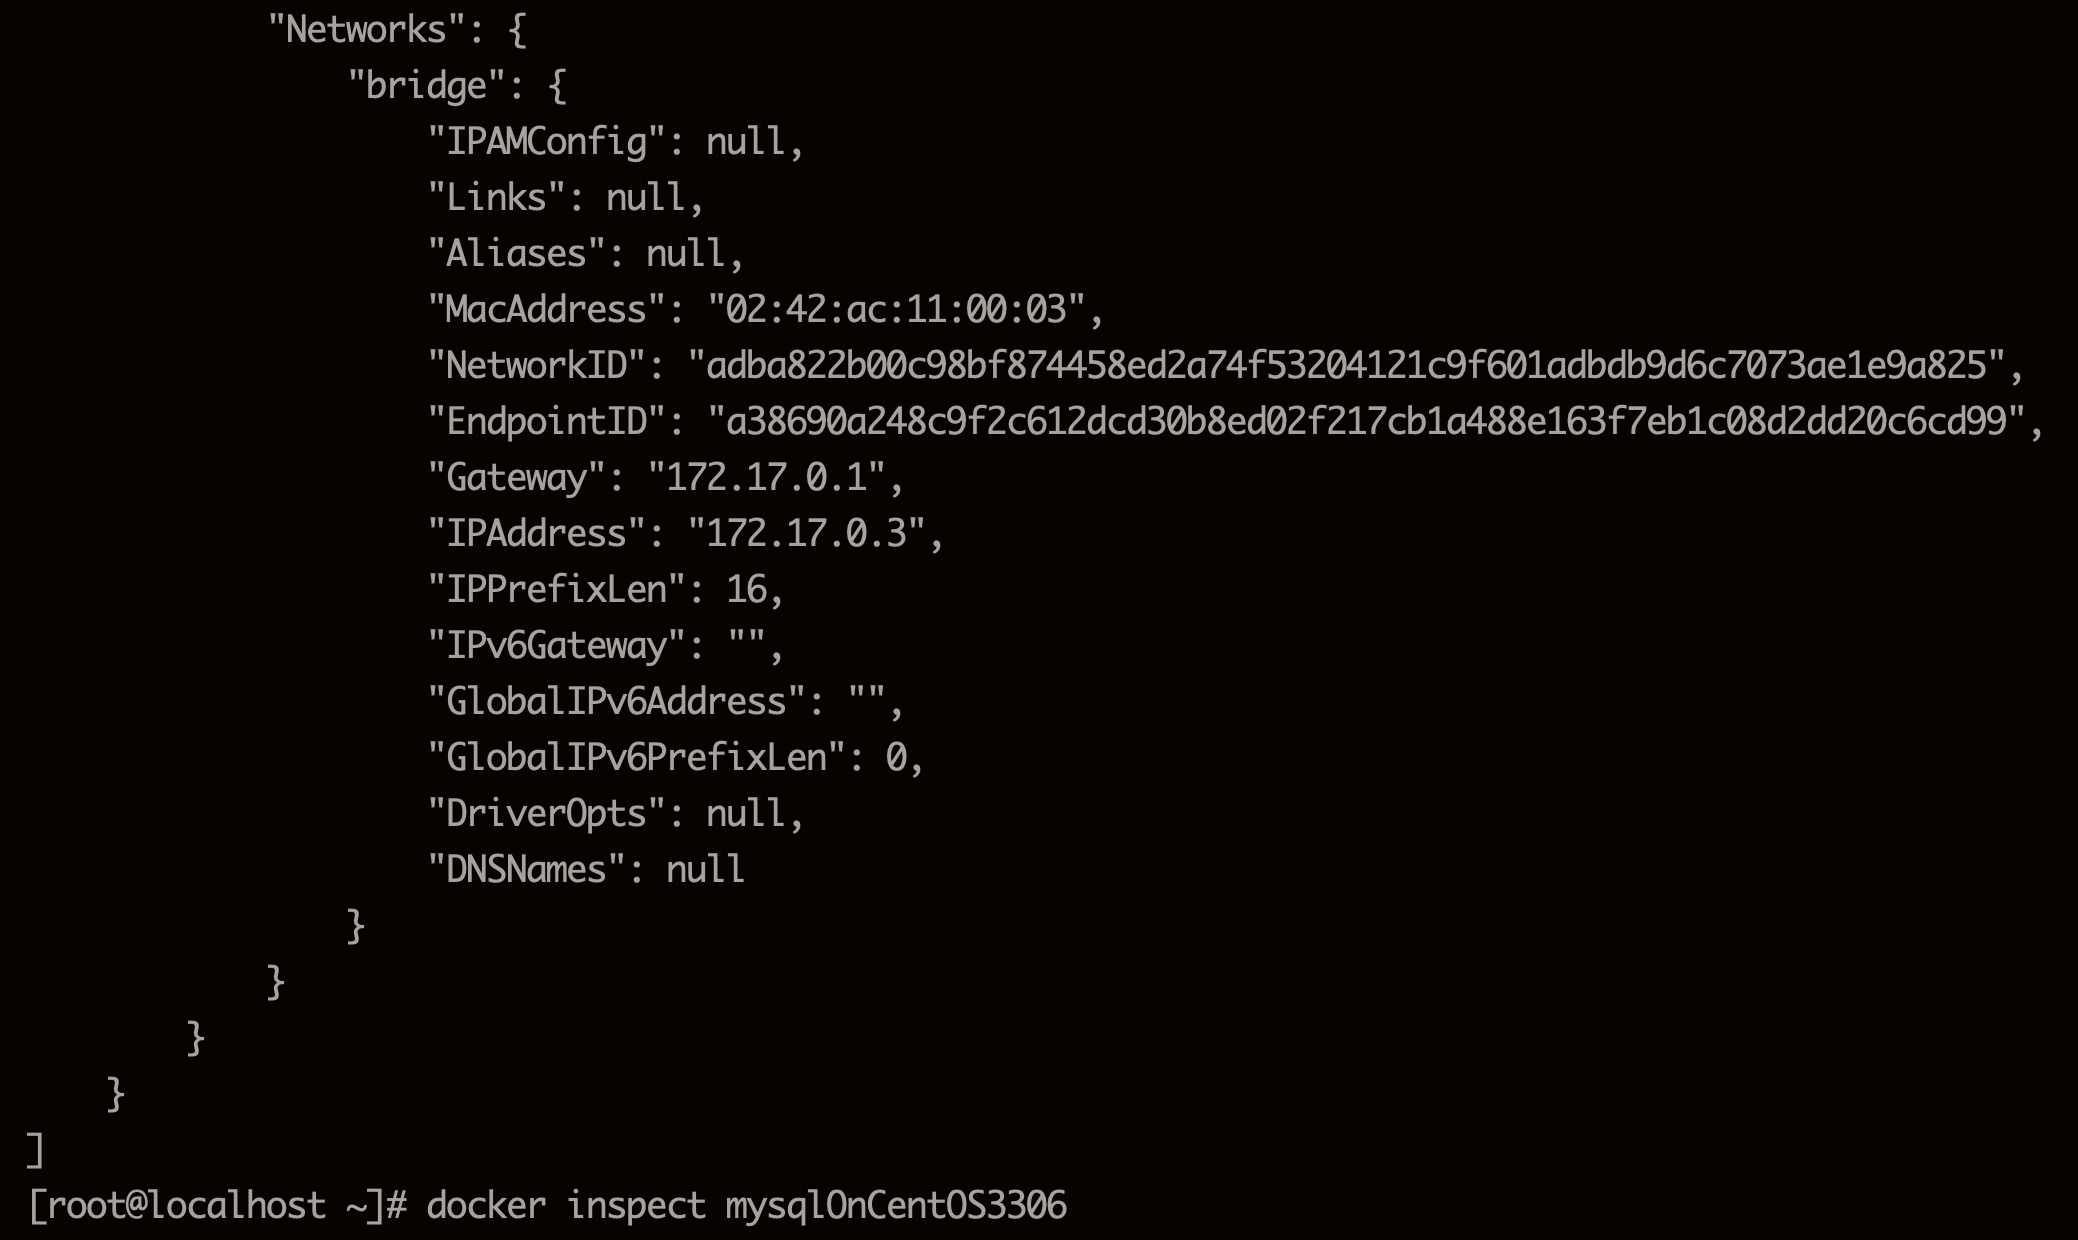 "Networks": {
"bridge": {
"IPAMConfig": null,
"Links": null,
"Aliases": null,
"MacAddress": "02:42:ac:11:00:03",
"NetworkID": "adba822b00c98bf874458ed2a74f53204121c9f601adbdb9d6c7073ae1e9a825",
"EndpointID": "a38690a248c9f2c612dcd30b8ed02f217cb1a488e163f7eb1c08d2dd20c6cd99",
"Gateway": "172.17.0.1",
"IPAddress": "172.17.0.3",
"IPPrefixLen": 16,
"IPv6Gateway": "",
"GlobalIPv6Address": "",
"GlobalIPv6PrefixLen": 0,
"DriverOpts": null,
"DNSNames": null
}
}
}
}
]
[root@localhost ~]# docker inspect mysqlOnCentOS3306